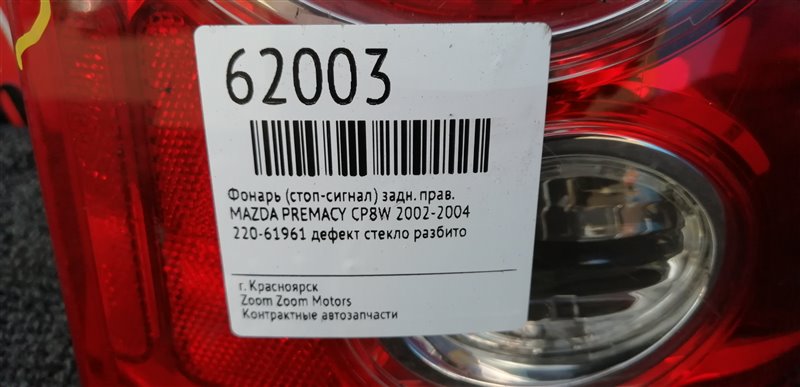 62003
Фонарь (стоп-сигнал) задн. прав.
MAZDA PREMACY CP8W 2002-2004
220-61961 дефект стекло разбито
г. Красноярск
Zoom Zoom Motors
Контрактные автозапчасти